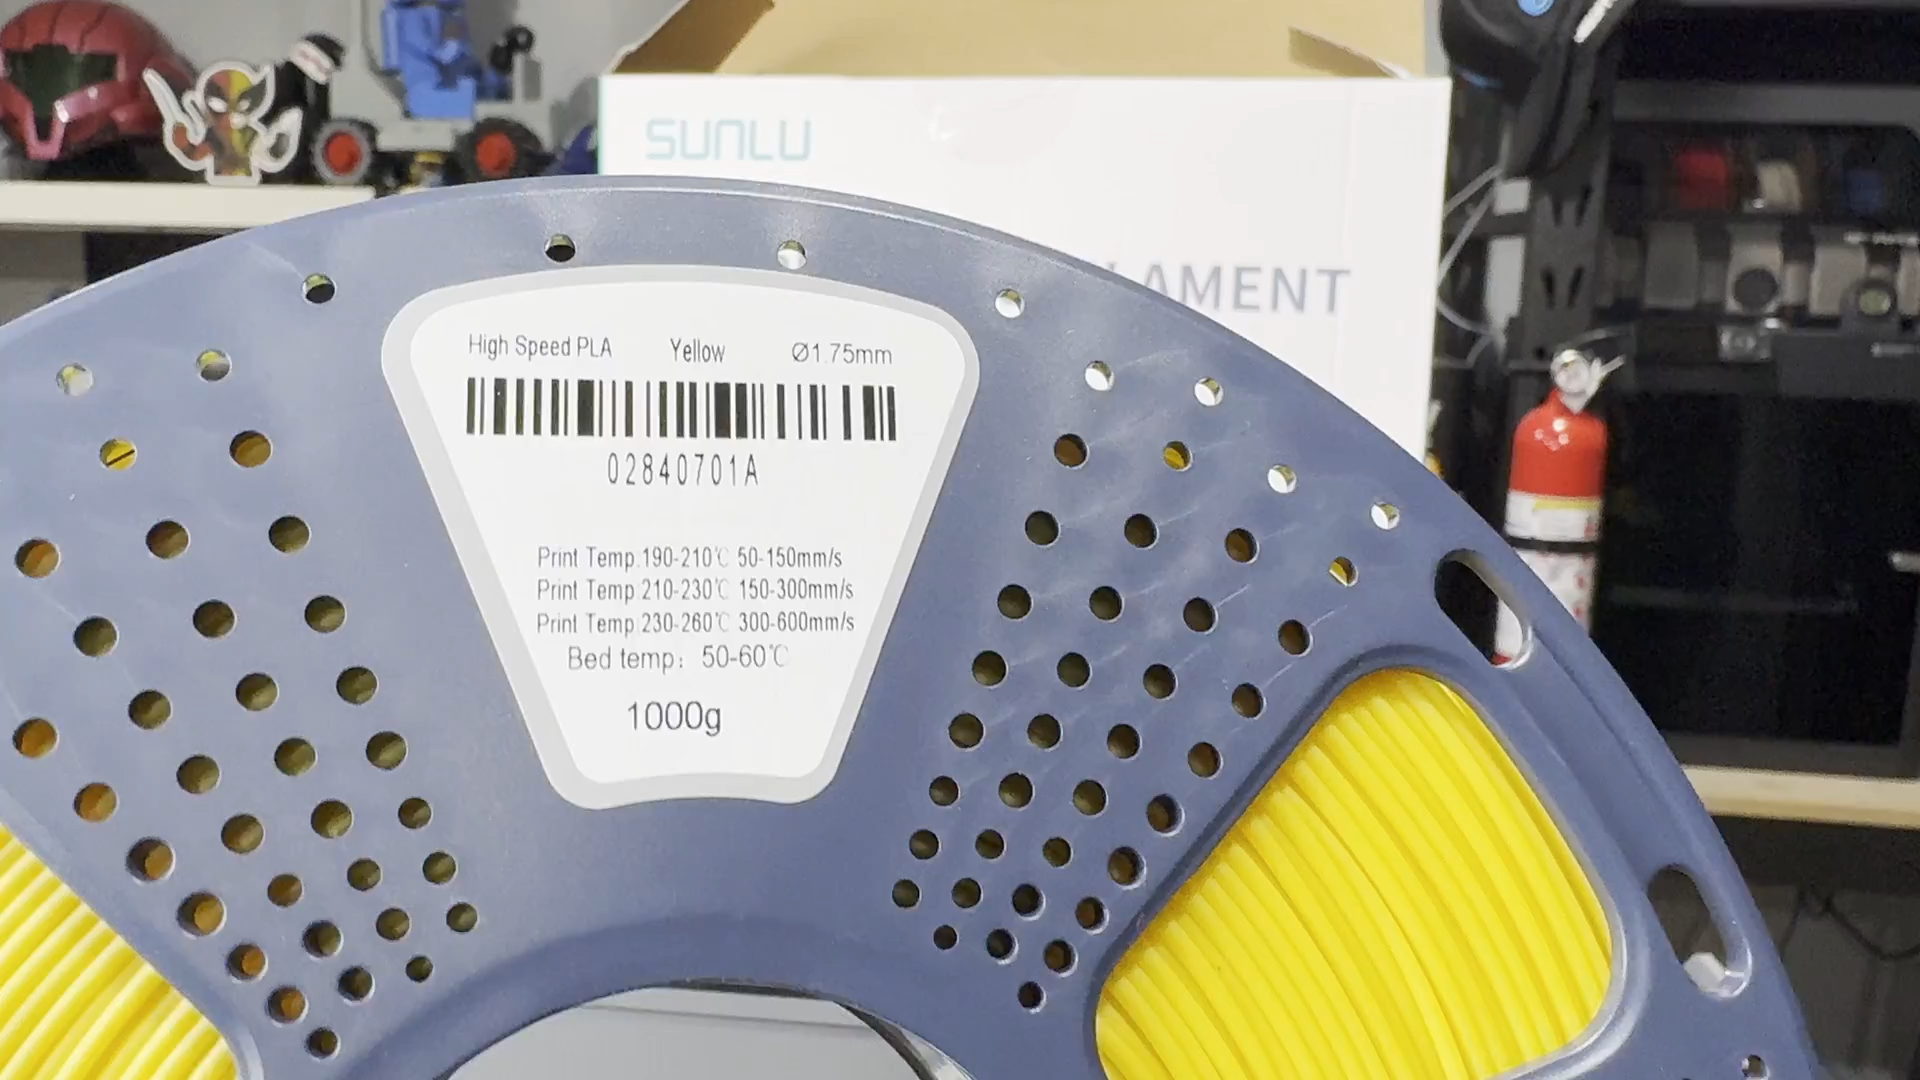 SUNLU
LAMENT
High Speed PLA Yellow Ø1.75mm
02840701A
Print Temp.190-210℃ 50-150mm/s
Print Temp.210-230℃ 150-300mm/s
Print Temp.230-260℃ 300-600mm/s
Bed temp：50-60℃
1000g